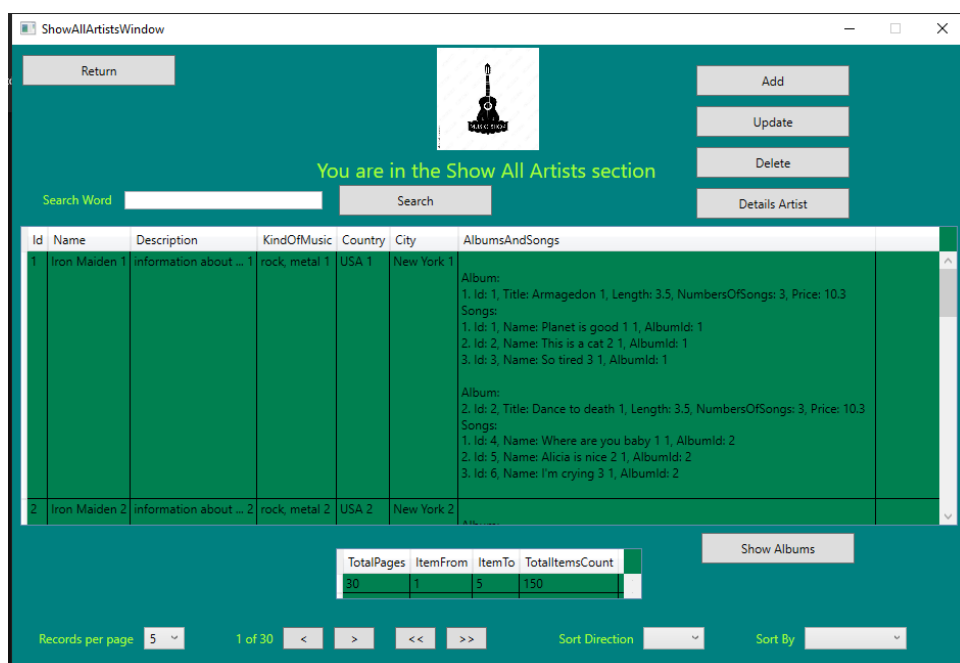 ShowAllArtistsWindow
Return
Add
Update
You are in the Show All Artists section
Delete
Search Word
Search
Details Artist
Id Name Description KindOfMusic Country City AlbumsAndSongs
1 Iron Maiden 1 information about ... 1 rock, metal 1 USA 1 New York 1
Album:
1. Id: 1, Title: Armagedon 1, Length: 3.5, NumbersOfSongs: 3, Price: 10.3
Songs:
1. Id: 1, Name: Planet is good 1 1, AlbumId: 1
2. Id: 2, Name: This is a cat 2 1, AlbumId: 1
3. Id: 3, Name: So tired 3 1, AlbumId: 1
Album:
2. Id: 2, Title: Dance to death 1, Length: 3.5, NumbersOfSongs: 3, Price: 10.3
Songs:
1. Id: 4, Name: Where are you baby 1 1, AlbumId: 2
2. Id: 5, Name: Alicia is nice 2 1, AlbumId: 2
3. Id: 6, Name: I'm crying 3 1, AlbumId: 2
2 Iron Maiden 2 information about ... 2 rock, metal 2 USA 2 New York 2
Show Albums
TotalPages ItemFrom ItemTo TotalItemsCount
30 1 5 150
Records per page 5 1 of 30 < > << >> Sort Direction Sort By